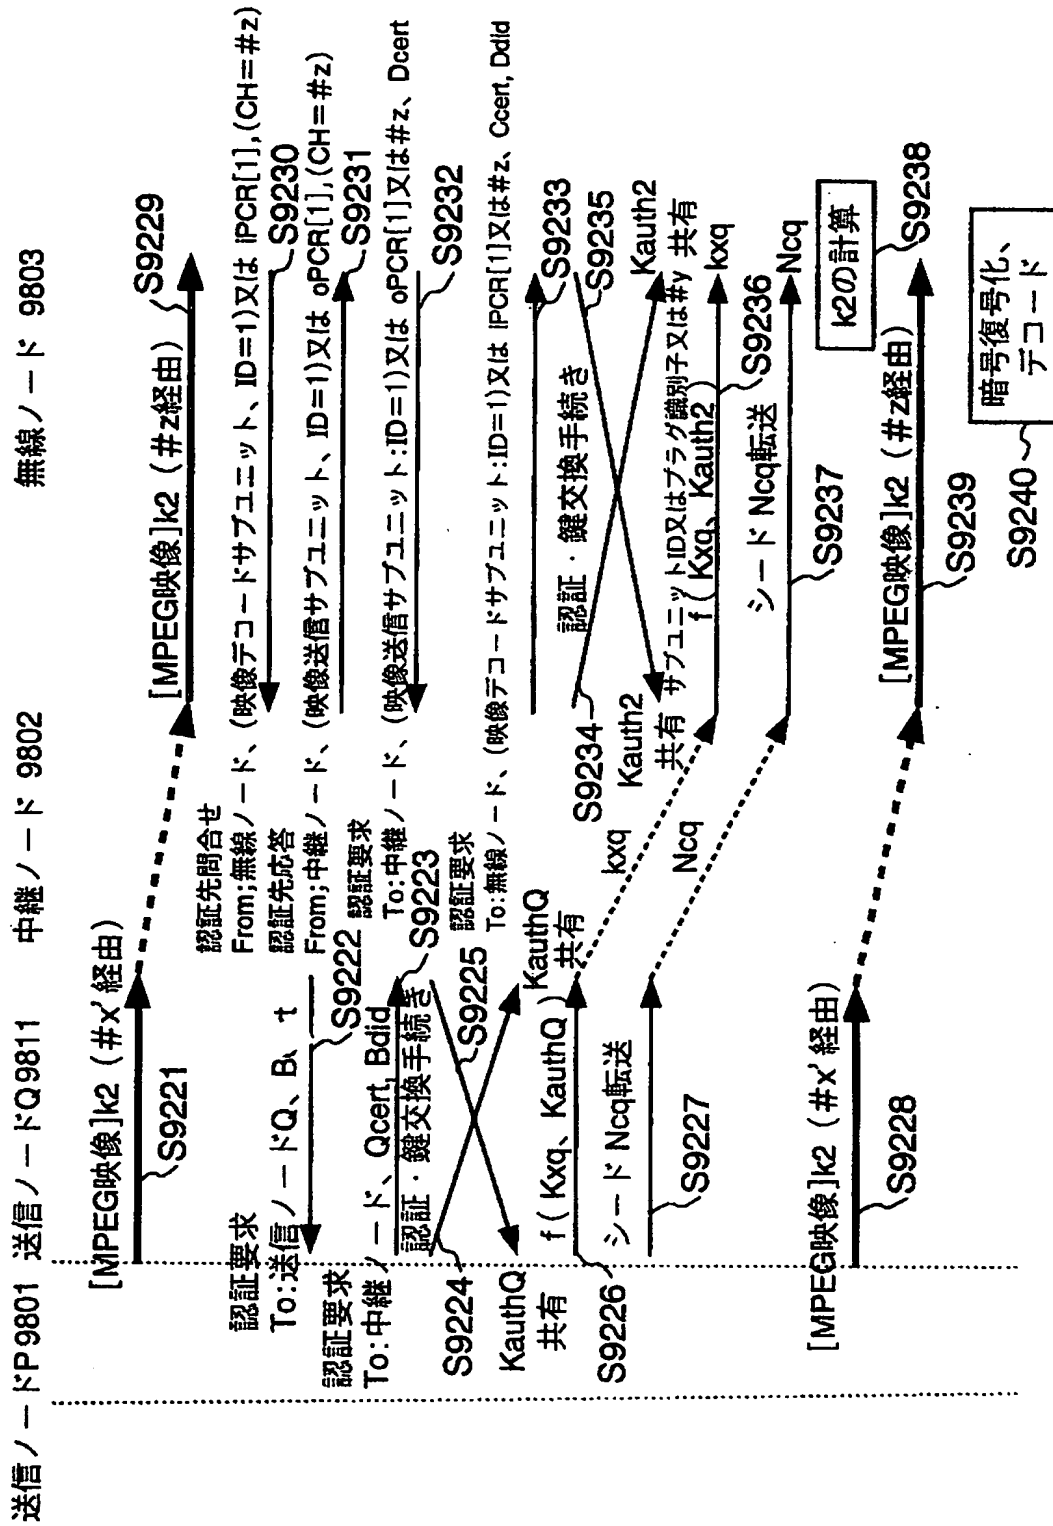 送信ノードP9801
送信ノードQ9811
中継ノード 9802
無線ノード 9803
[MPEG映像]k2 (#x'経由)
S9221
[MPEG映像]k2 (#z経由)
S9229
認証先問合せ
From;無線ノード、(映像デコードサブユニット、ID=1)又は iPCR[1],(CH=#z)
S9230
認証先応答
From;中継ノード、(映像送信サブユニット、ID=1)又は oPCR[1],(CH=#z)
S9231
認証要求
To:送信ノードQ、B、t
S9222
認証要求
To:中継ノード、(映像送信サブユニット:ID=1)又は oPCR[1]又は#z、Dcert
S9232
認証要求
To:中継ノード、Qcert, Bdid
S9223
認証要求
To:無線ノード、(映像デコードサブユニット:ID=1)又は iPCR[1]又は#z、Ccert, Ddid
S9233
認証・鍵交換手続き
S9224
S9225
KauthQ
共有
KauthQ
共有
認証・鍵交換手続き
S9234
S9235
Kauth2
共有
Kauth2
共有
サブユニットID又はプラグ識別子又は#y
f(Kxq、KauthQ)
S9226
kxq
f(Kxq、Kauth2)
S9236
kxq
シードNcq転送
S9227
Ncq
シードNcq転送
S9237
Ncq
k2の計算
S9238
[MPEG映像]k2 (#x'経由)
S9228
[MPEG映像]k2 (#z経由)
S9239
暗号復号化、
デコード
S9240